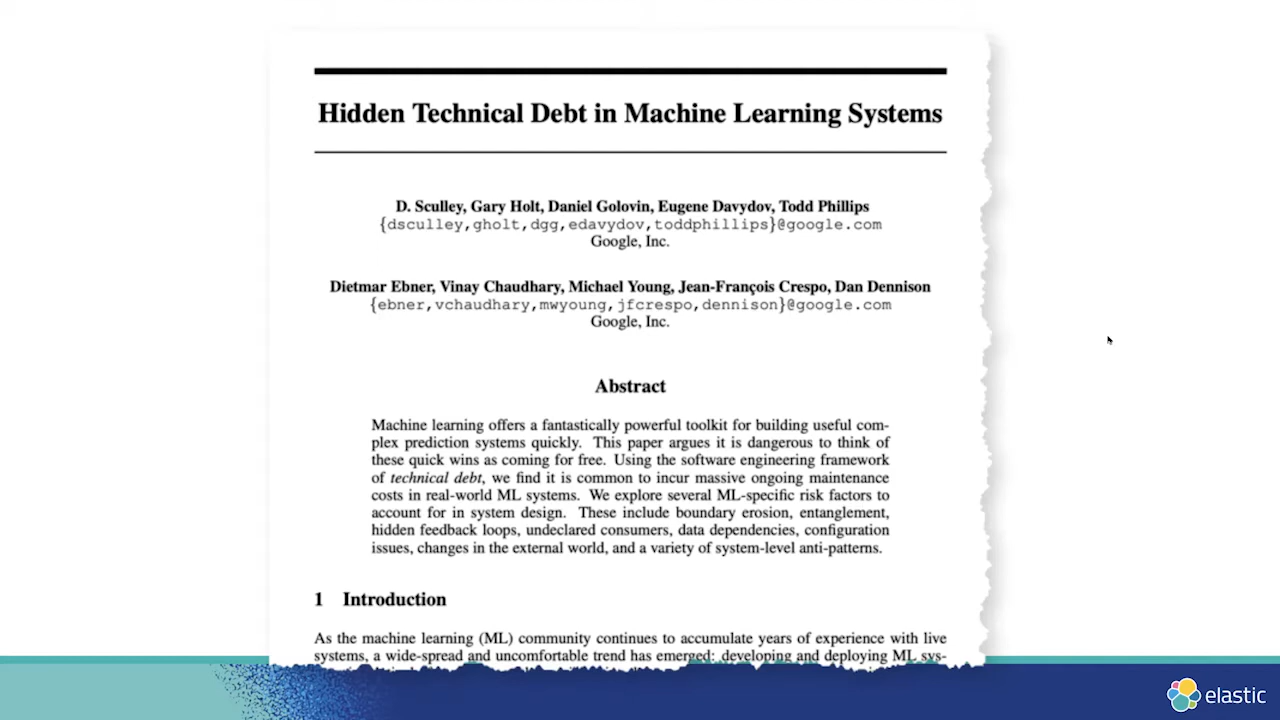 Hidden Technical Debt in Machine Learning Systems
D. Sculley, Gary Holt, Daniel Golovin, Eugene Davydov, Todd Phillips
{dsculley,gholt,dgg,edavydov,toddphillips}@google.com
Google, Inc.
Dietmar Ebner, Vinay Chaudhary, Michael Young, Jean-François Crespo, Dan Dennison
{ebner,vchaudhary,mwyoung,jfcrespo,dennison}@google.com
Google, Inc.
Abstract
Machine learning offers a fantastically powerful toolkit for building useful com-
plex prediction systems quickly. This paper argues it is dangerous to think of
these quick wins as coming for free. Using the software engineering framework
of technical debt, we find it is common to incur massive ongoing maintenance
costs in real-world ML systems. We explore several ML-specific risk factors to
account for in system design. These include boundary erosion, entanglement,
hidden feedback loops, undeclared consumers, data dependencies, configuration
issues, changes in the external world, and a variety of system-level anti-patterns.
1 Introduction
As the machine learning (ML) community continues to accumulate years of experience with live
systems, a wide-spread and uncomfortable trend has emerged: developing and deploying ML sys-
elastic